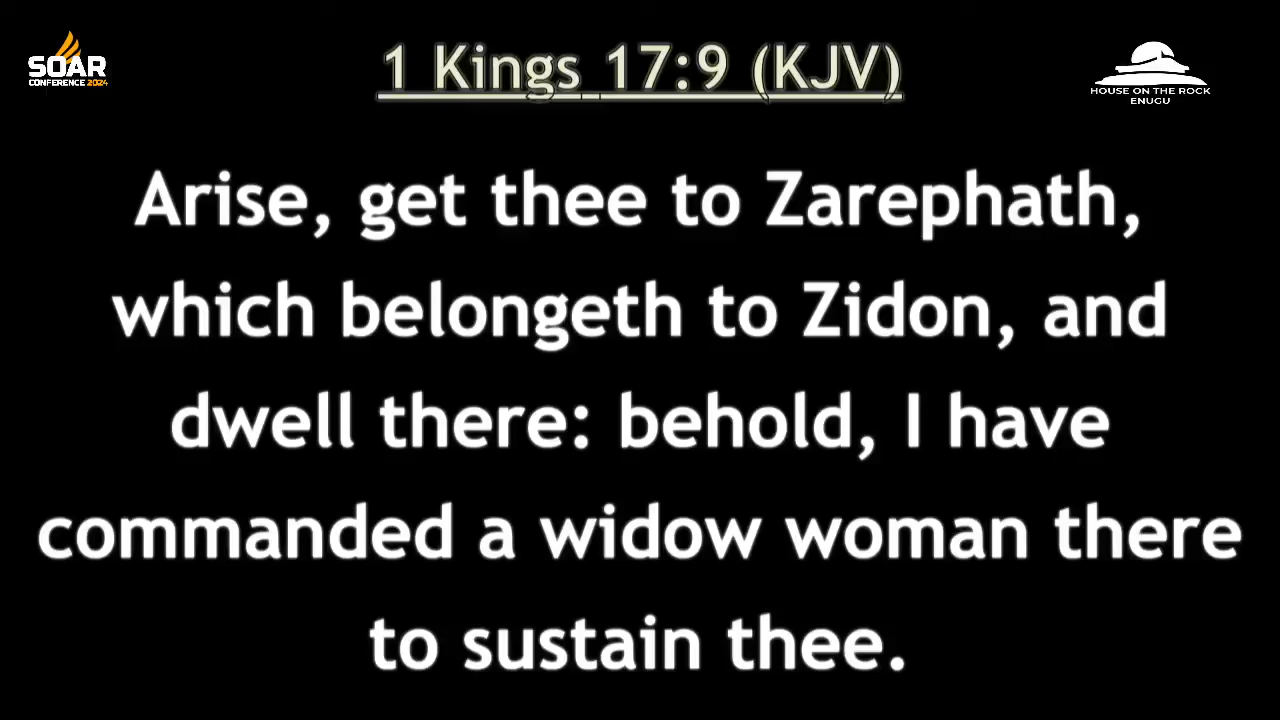 SOAR
CONFERENCE 2024
1 Kings 17:9 (KJV)
HOUSE ON THE ROCK
ENUGU
Arise, get thee to Zarephath,
which belongeth to Zidon, and
dwell there: behold, I have
commanded a widow woman there
to sustain thee.